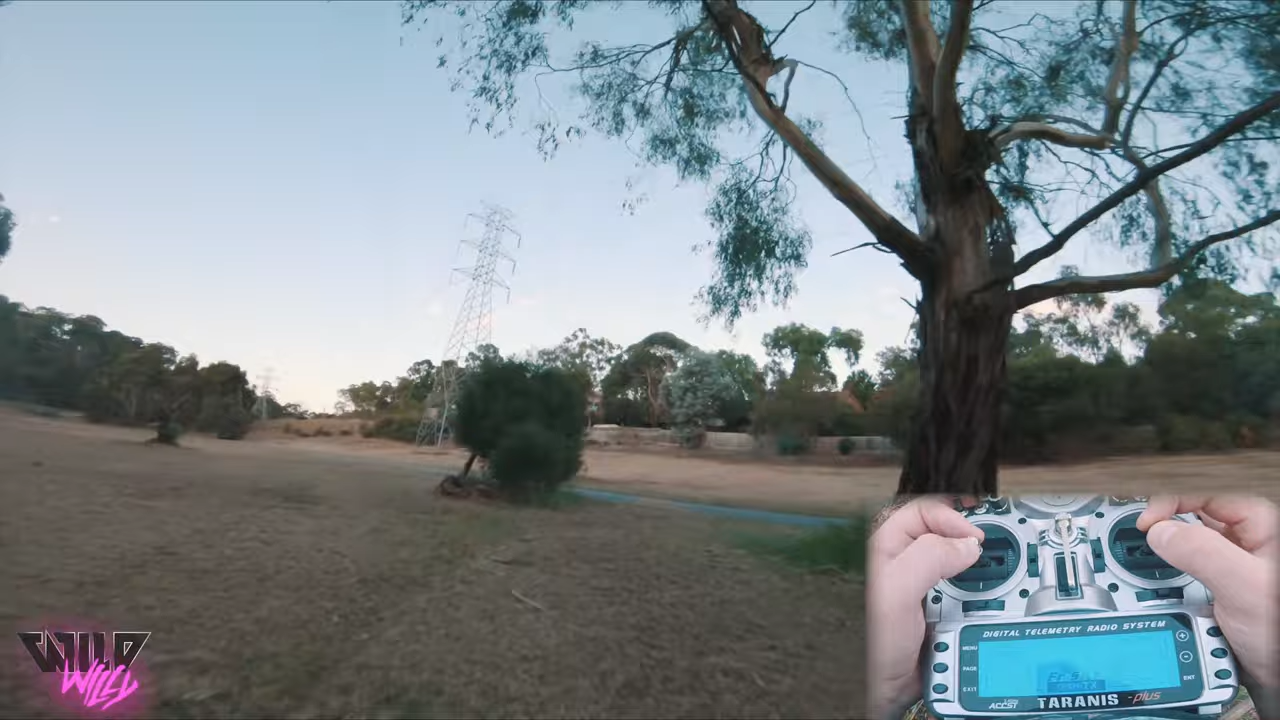 WILD
WILLY
DIGITAL TELEMETRY RADIO SYSTEM
MENU
PAGE
EXIT
ENT
ACCST
TARANIS -plus